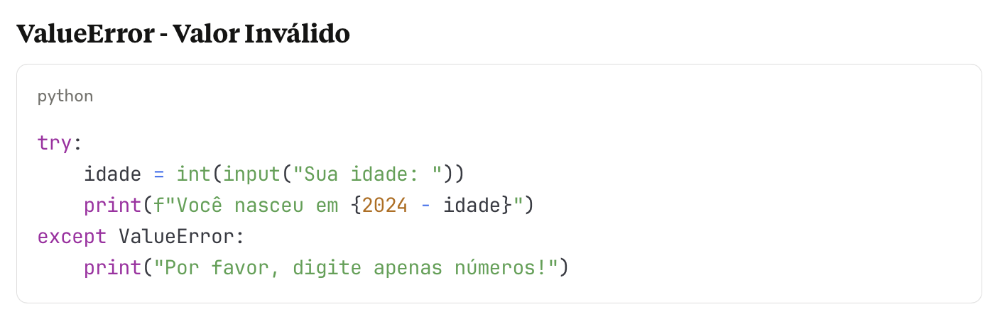 ValueError - Valor Inválido
python
try:
    idade = int(input("Sua idade: "))
    print(f"Você nasceu em {2024 - idade}")
except ValueError:
    print("Por favor, digite apenas números!")